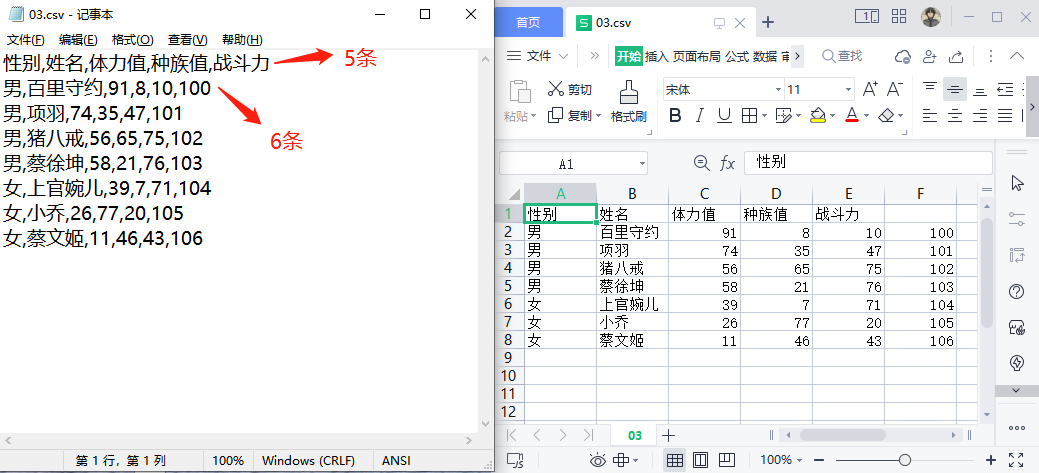 03.csv - 记事本
文件(F) 编辑(E) 格式(O) 查看(V) 帮助(H)
性别,姓名,体力值,种族值,战斗力
5条
男,百里守约,91,8,10,100
男,项羽,74,35,47,101
6条
男,猪八戒,56,65,75,102
男,蔡徐坤,58,21,76,103
女,上官婉儿,39,7,71,104
女,小乔,26,77,20,105
女,蔡文姬,11,46,43,106
第 1 行，第 1 列 100% Windows (CRLF) ANSI
首页 S 03.csv 1
文件 开始 插入 页面布局 公式 数据 审 查找
粘贴 剪切 复制 格式刷 宋体 11 A+ A-
B I U A
A1 fx 性别
A B C D E F
1 性别 姓名 体力值 种族值 战斗力
2 男 百里守约 91 8 10 100
3 男 项羽 74 35 47 101
4 男 猪八戒 56 65 75 102
5 男 蔡徐坤 58 21 76 103
6 女 上官婉儿 39 7 71 104
7 女 小乔 26 77 20 105
8 女 蔡文姬 11 46 43 106
9
10
11
12
03
100%